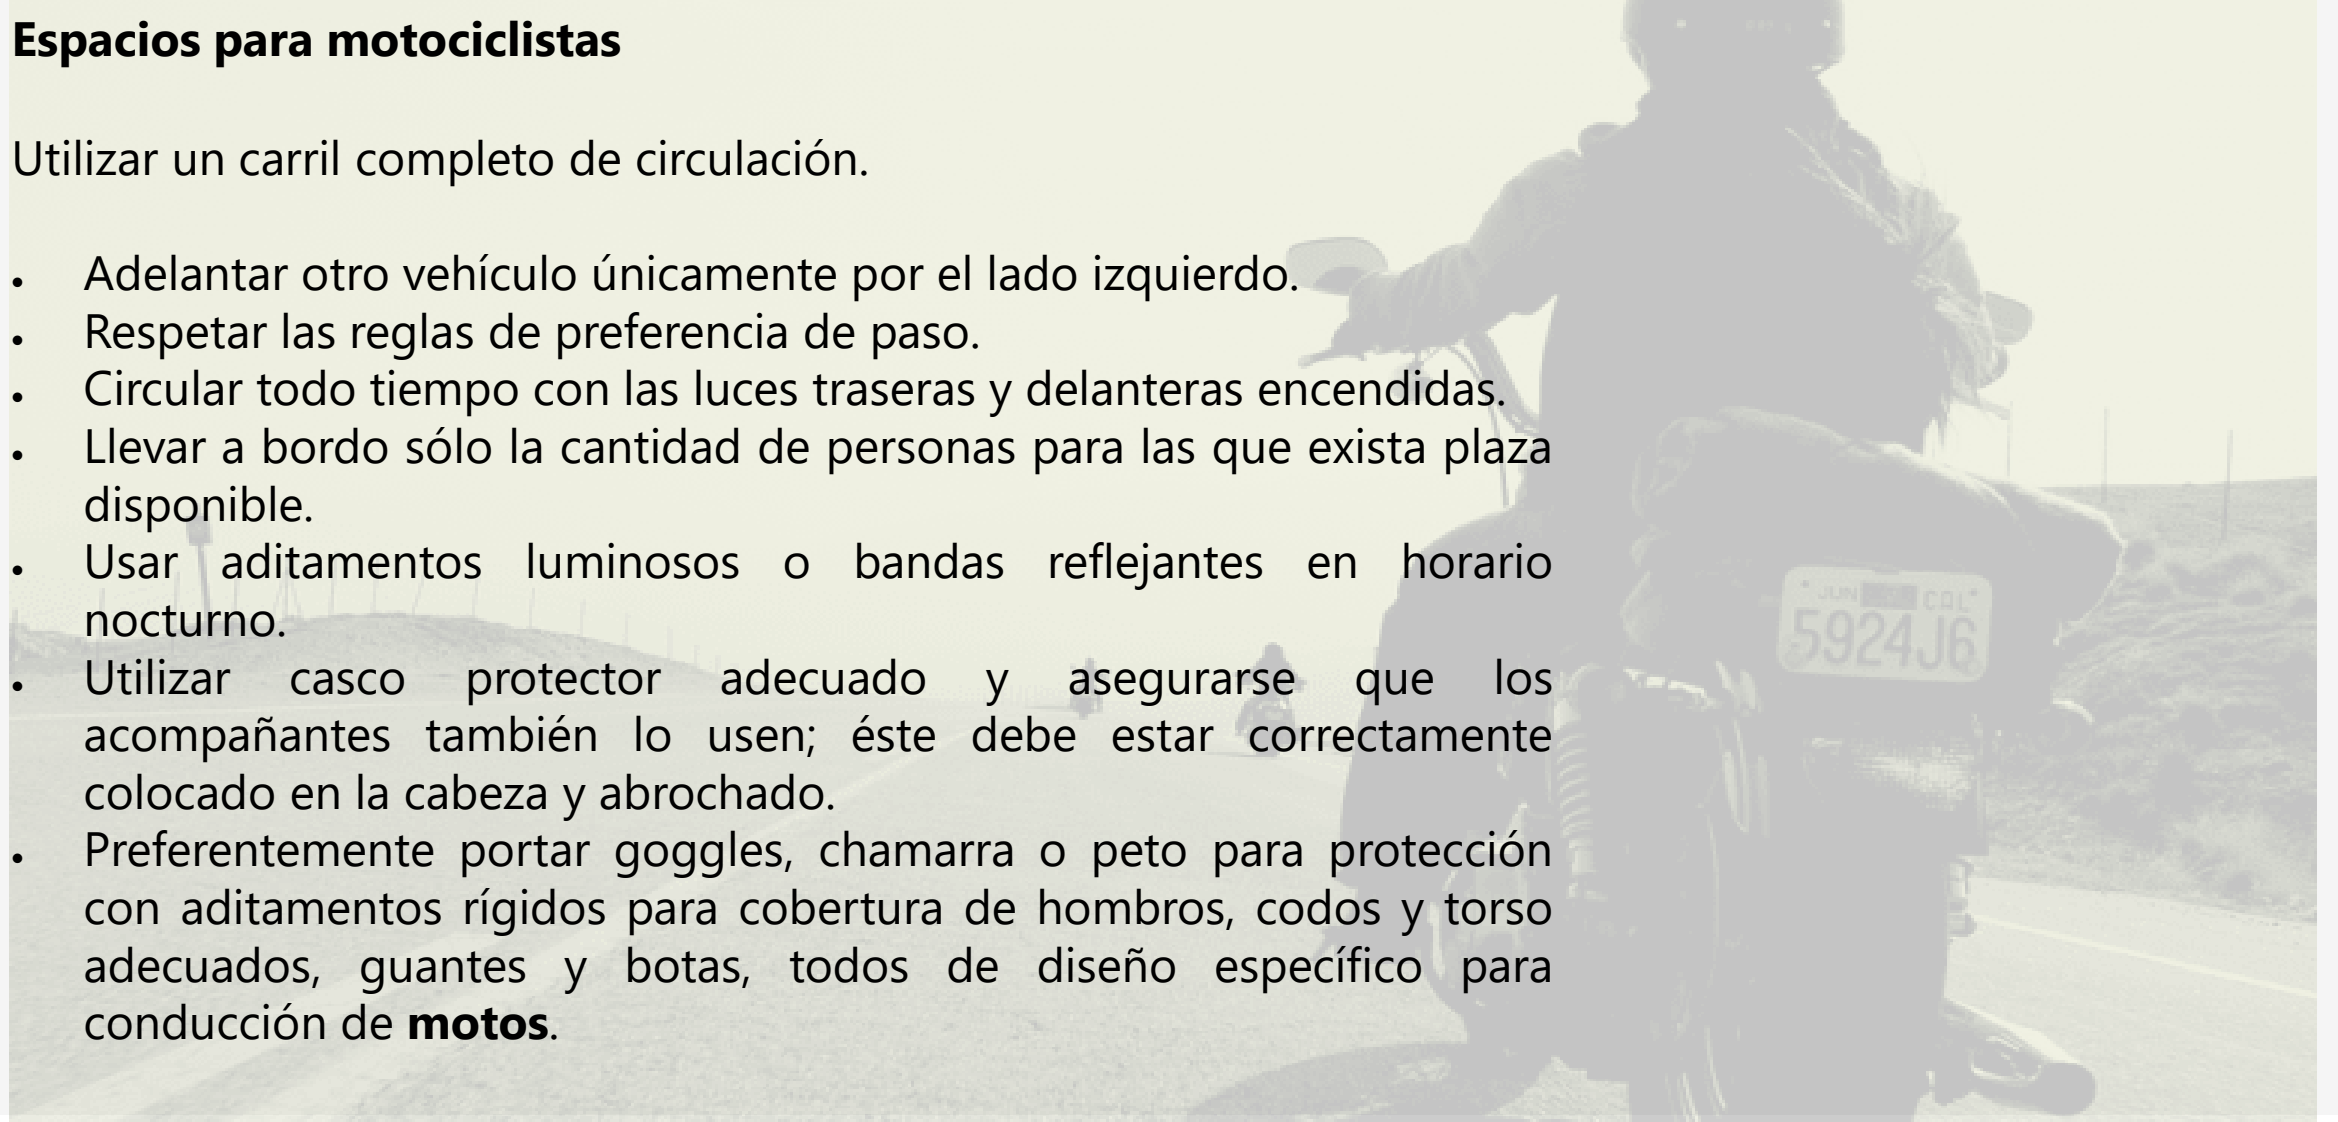 Espacios para motociclistas
Utilizar un carril completo de circulación.
• Adelantar otro vehículo únicamente por el lado izquierdo.
• Respetar las reglas de preferencia de paso.
• Circular todo tiempo con las luces traseras y delanteras encendidas.
• Llevar a bordo sólo la cantidad de personas para las que exista plaza
disponible.
• Usar aditamentos luminosos o bandas reflejantes en horario
nocturno.
• Utilizar casco protector adecuado y asegurarse que los
acompañantes también lo usen; éste debe estar correctamente
colocado en la cabeza y abrochado.
• Preferentemente portar goggles, chamarra o peto para protección
con aditamentos rígidos para cobertura de hombros, codos y torso
adecuados, guantes y botas, todos de diseño específico para
conducción de motos.
JUN COL
5924J6